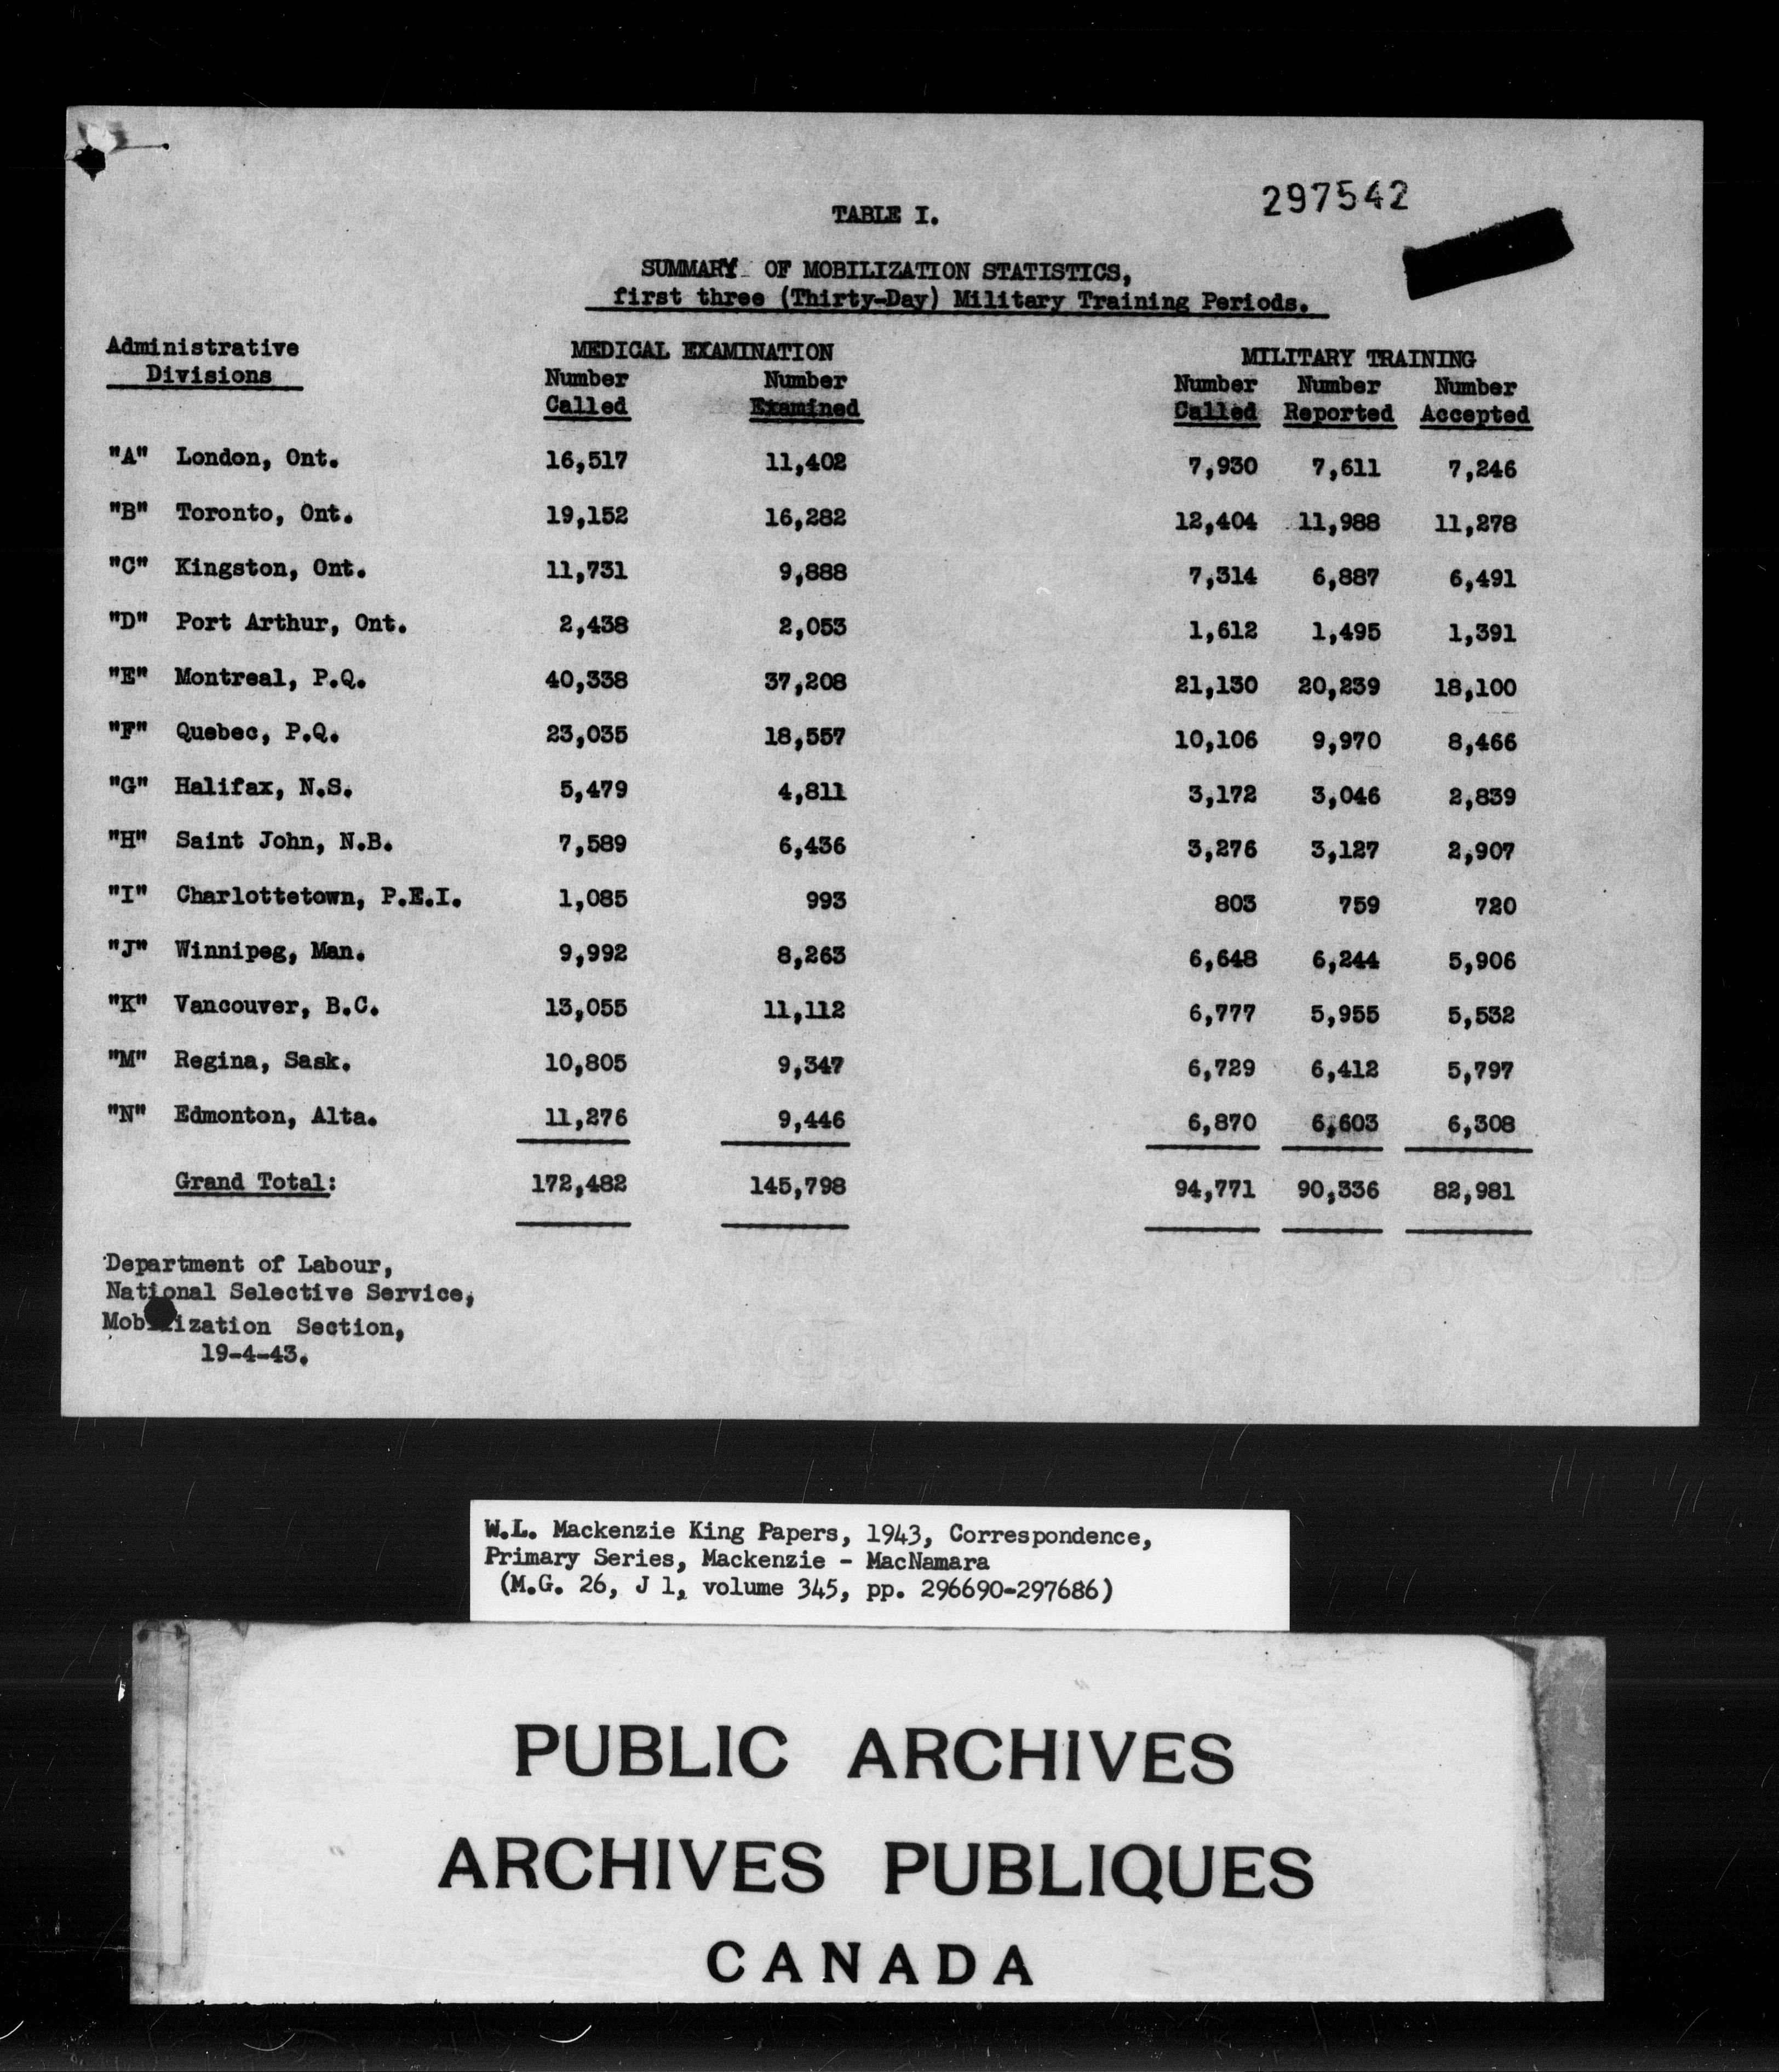 297542
TABLE I.
SUMMARY OF MOBILIZATION STATISTICS,
first three (Thirty-Day) Military Training Periods.
Administrative Divisions MEDICAL EXAMINATION MILITARY TRAINING
Number Called Number Examined Number Called Number Reported Number Accepted
"A" London, Ont. 16,517 11,402 7,930 7,611 7,246
"B" Toronto, Ont. 19,152 16,282 12,404 11,988 11,278
"C" Kingston, Ont. 11,731 9,888 7,314 6,887 6,491
"D" Port Arthur, Ont. 2,438 2,053 1,612 1,495 1,391
"E" Montreal, P.Q. 40,338 37,208 21,130 20,239 18,100
"F" Quebec, P.Q. 23,035 18,557 10,106 9,970 8,466
"G" Halifax, N.S. 5,479 4,811 3,172 3,046 2,839
"H" Saint John, N.B. 7,589 6,436 3,276 3,127 2,907
"I" Charlottetown, P.E.I. 1,085 993 803 759 720
"J" Winnipeg, Man. 9,992 8,263 6,648 6,244 5,906
"K" Vancouver, B.C. 13,055 11,112 6,777 5,955 5,532
"M" Regina, Sask. 10,805 9,347 6,729 6,412 5,797
"N" Edmonton, Alta. 11,276 9,446 6,870 6,603 6,308
Grand Total: 172,482 145,798 94,771 90,336 82,981
Department of Labour,
National Selective Service,
Mobilization Section,
19-4-43.
W.L. Mackenzie King Papers, 1943, Correspondence,
Primary Series, Mackenzie - MacNamara
(M.G. 26, J 1, volume 345, pp. 296690-297686)
PUBLIC ARCHIVES
ARCHIVES PUBLIQUES
CANADA